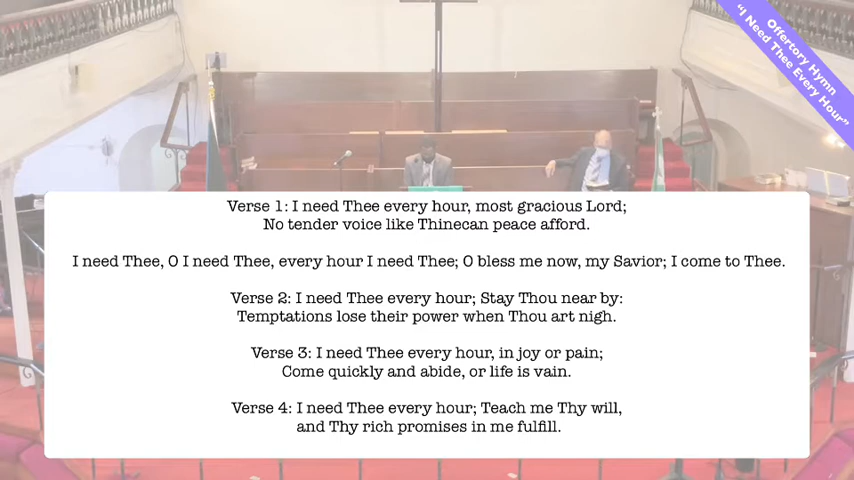 Offertory Hymn
“I Need Thee Every Hour”
Verse 1: I need Thee every hour, most gracious Lord;
No tender voice like Thinecan peace afford.
I need Thee, O I need Thee, every hour I need Thee; O bless me now, my Savior; I come to Thee.
Verse 2: I need Thee every hour; Stay Thou near by:
Temptations lose their power when Thou art nigh.
Verse 3: I need Thee every hour, in joy or pain;
Come quickly and abide, or life is vain.
Verse 4: I need Thee every hour; Teach me Thy will,
and Thy rich promises in me fulfill.